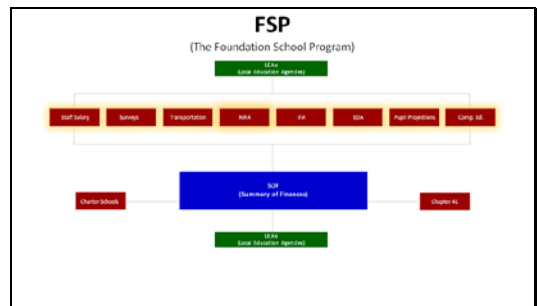 FSP
(The Foundation School Program)
LEAs
(Local Education Agencies)
Staff Salary
Surveys
Transportation
NIFA
IFA
EDA
Pupil Projections
Comp. Ed.
SOF
(Summary of Finances)
Charter Schools
Chapter 41
LEAs
(Local Education Agencies)